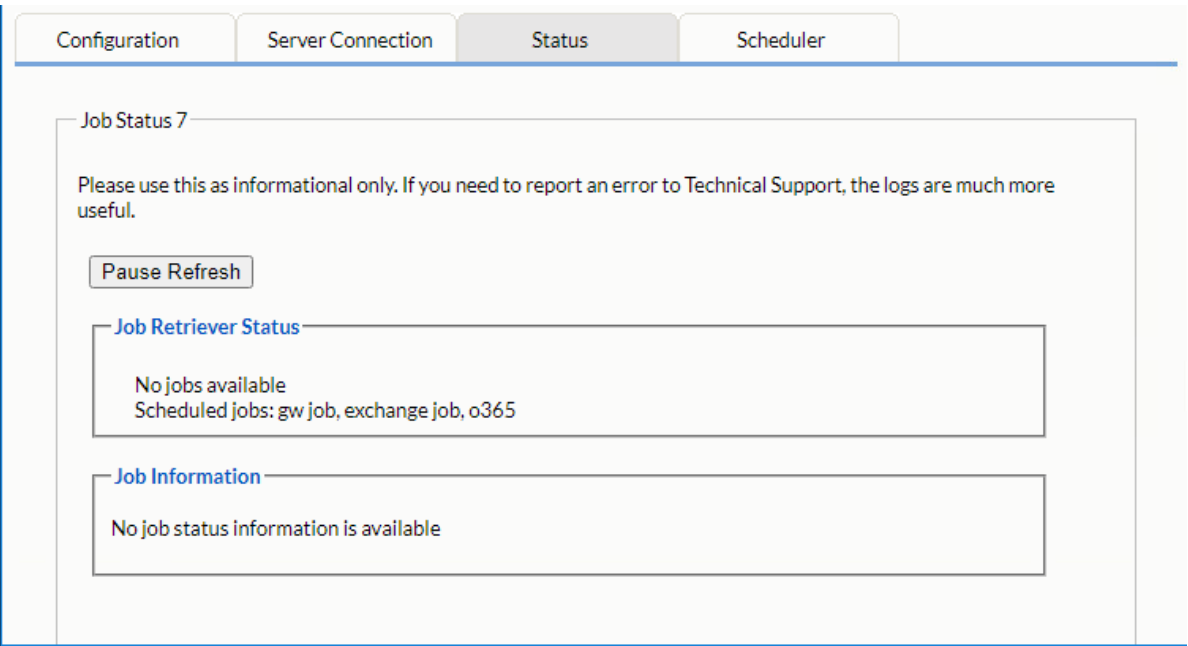 Configuration
Server Connection
Status
Scheduler
Job Status 7
Please use this as informational only. If you need to report an error to Technical Support, the logs are much more
useful.
Pause Refresh
Job Retriever Status
No jobs available
Scheduled jobs: gw job, exchange job, o365
Job Information
No job status information is available